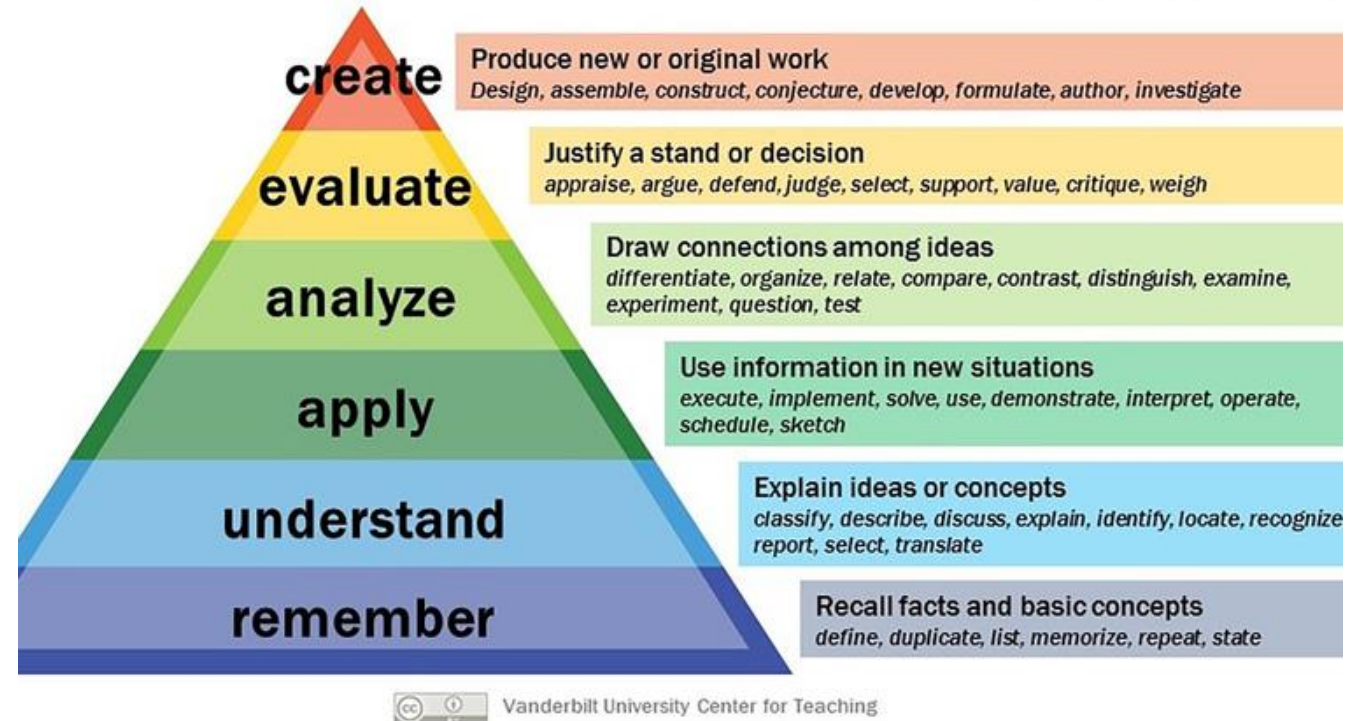 create
Produce new or original work
Design, assemble, construct, conjecture, develop, formulate, author, investigate
evaluate
Justify a stand or decision
appraise, argue, defend, judge, select, support, value, critique, weigh
analyze
Draw connections among ideas
differentiate, organize, relate, compare, contrast, distinguish, examine,
experiment, question, test
apply
Use information in new situations
execute, implement, solve, use, demonstrate, interpret, operate,
schedule, sketch
understand
Explain ideas or concepts
classify, describe, discuss, explain, identify, locate, recognize
report, select, translate
remember
Recall facts and basic concepts
define, duplicate, list, memorize, repeat, state
cc
Vanderbilt University Center for Teaching